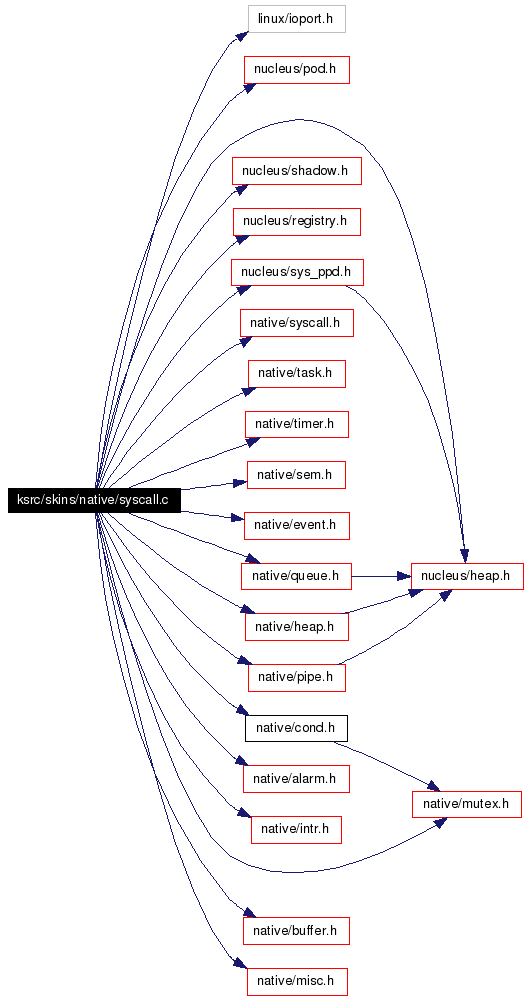 linux/ioport.h
nucleus/pod.h
nucleus/shadow.h
nucleus/registry.h
nucleus/sys_ppd.h
native/syscall.h
native/task.h
native/timer.h
native/sem.h
ksrc/skins/native/syscall.c
native/event.h
native/queue.h
nucleus/heap.h
native/heap.h
native/pipe.h
native/cond.h
native/alarm.h
native/mutex.h
native/intr.h
native/buffer.h
native/misc.h